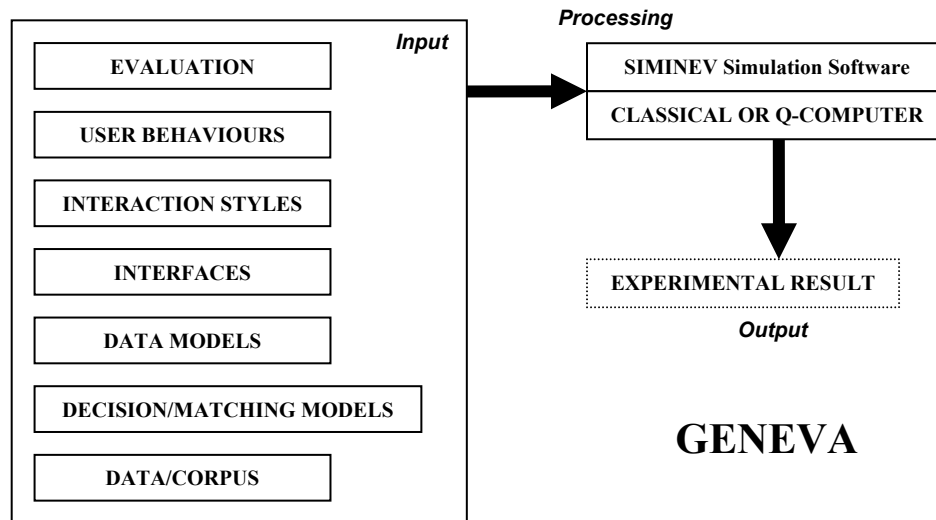 Input
EVALUATION
USER BEHAVIOURS
INTERACTION STYLES
INTERFACES
DATA MODELS
DECISION/MATCHING MODELS
DATA/CORPUS
Processing
SIMINEV Simulation Software
CLASSICAL OR Q-COMPUTER
EXPERIMENTAL RESULT
Output
GENEVA